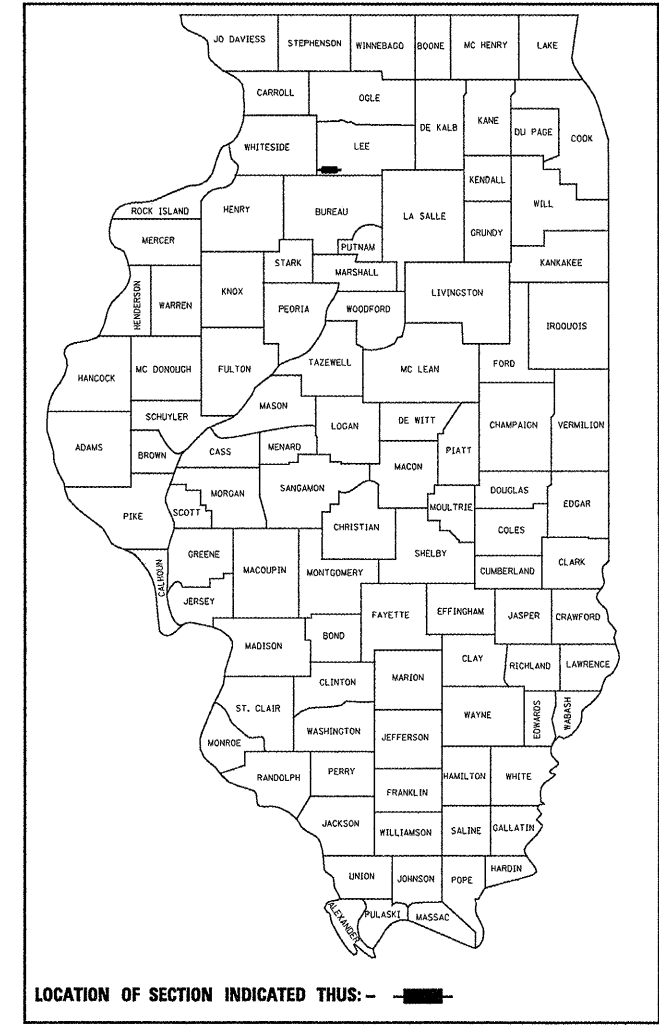 JO DAVIESS STEPHENSON WINNEBAGO BOONE MC HENRY LAKE
CARROLL OGLE DE KALB KANE DU PAGE COOK
WHITESIDE LEE
KENDALL WILL
ROCK ISLAND HENRY BUREAU LA SALLE GRUNDY
MERCER PUTNAM KANKAKEE
HENDERSON WARREN KNOX STARK MARSHALL LIVINGSTON
PEORIA WOODFORD IROQUOIS
HANCOCK MC DONOUGH FULTON TAZEWELL MC LEAN FORD
SCHUYLER MASON LOGAN DE WITT CHAMPAIGN VERMILION
ADAMS BROWN CASS MENARD MACON PIATT
PIKE SCOTT MORGAN SANGAMON CHRISTIAN MOULTRIE DOUGLAS EDGAR
COLES
GREENE MACOUPIN MONTGOMERY SHELBY CUMBERLAND CLARK
CALHOUN JERSEY FAYETTE EFFINGHAM JASPER CRAWFORD
MADISON BOND CLAY RICHLAND LAWRENCE
CLINTON MARION
ST. CLAIR WASHINGTON WAYNE EDWARDS WABASH
MONROE JEFFERSON
RANDOLPH PERRY HAMILTON WHITE
FRANKLIN
JACKSON WILLIAMSON SALINE GALLATIN
UNION JOHNSON POPE HARDIN
ALEXANDER PULASKI MASSAC
LOCATION OF SECTION INDICATED THUS: -